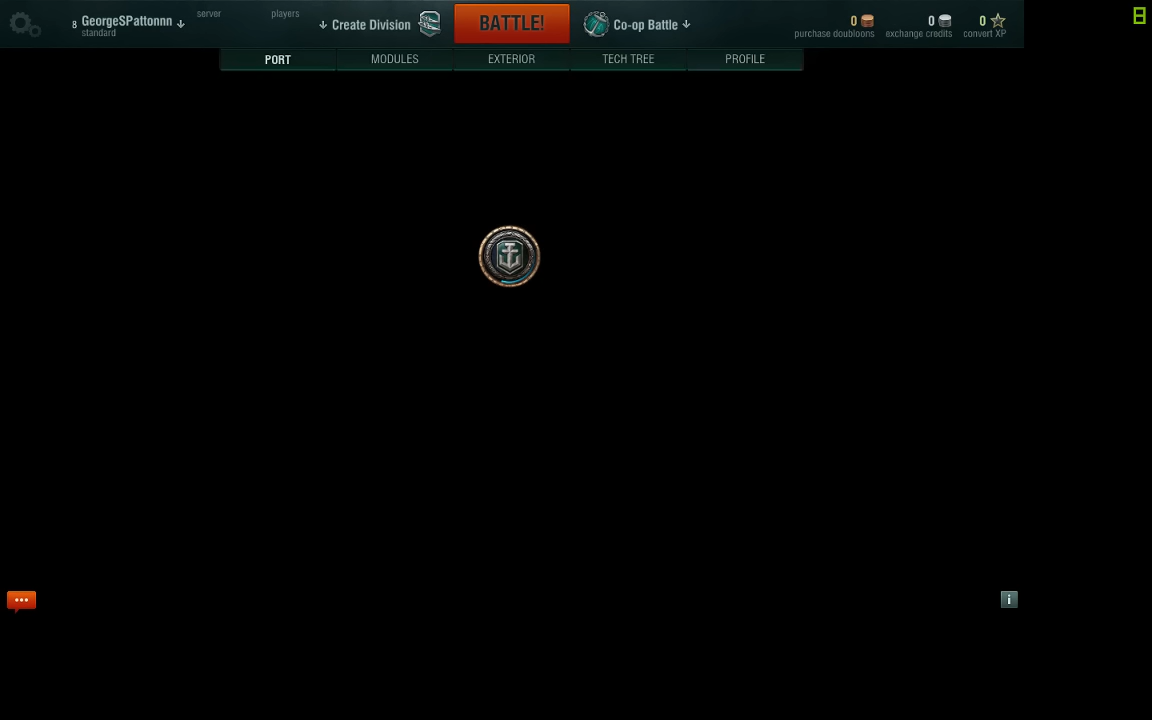 8 GeorgeSPattonnn
standard
server
players
Create Division
BATTLE!
Co-op Battle
0
purchase doubloons
0
exchange credits
0
convert XP
8
PORT
MODULES
EXTERIOR
TECH TREE
PROFILE
i